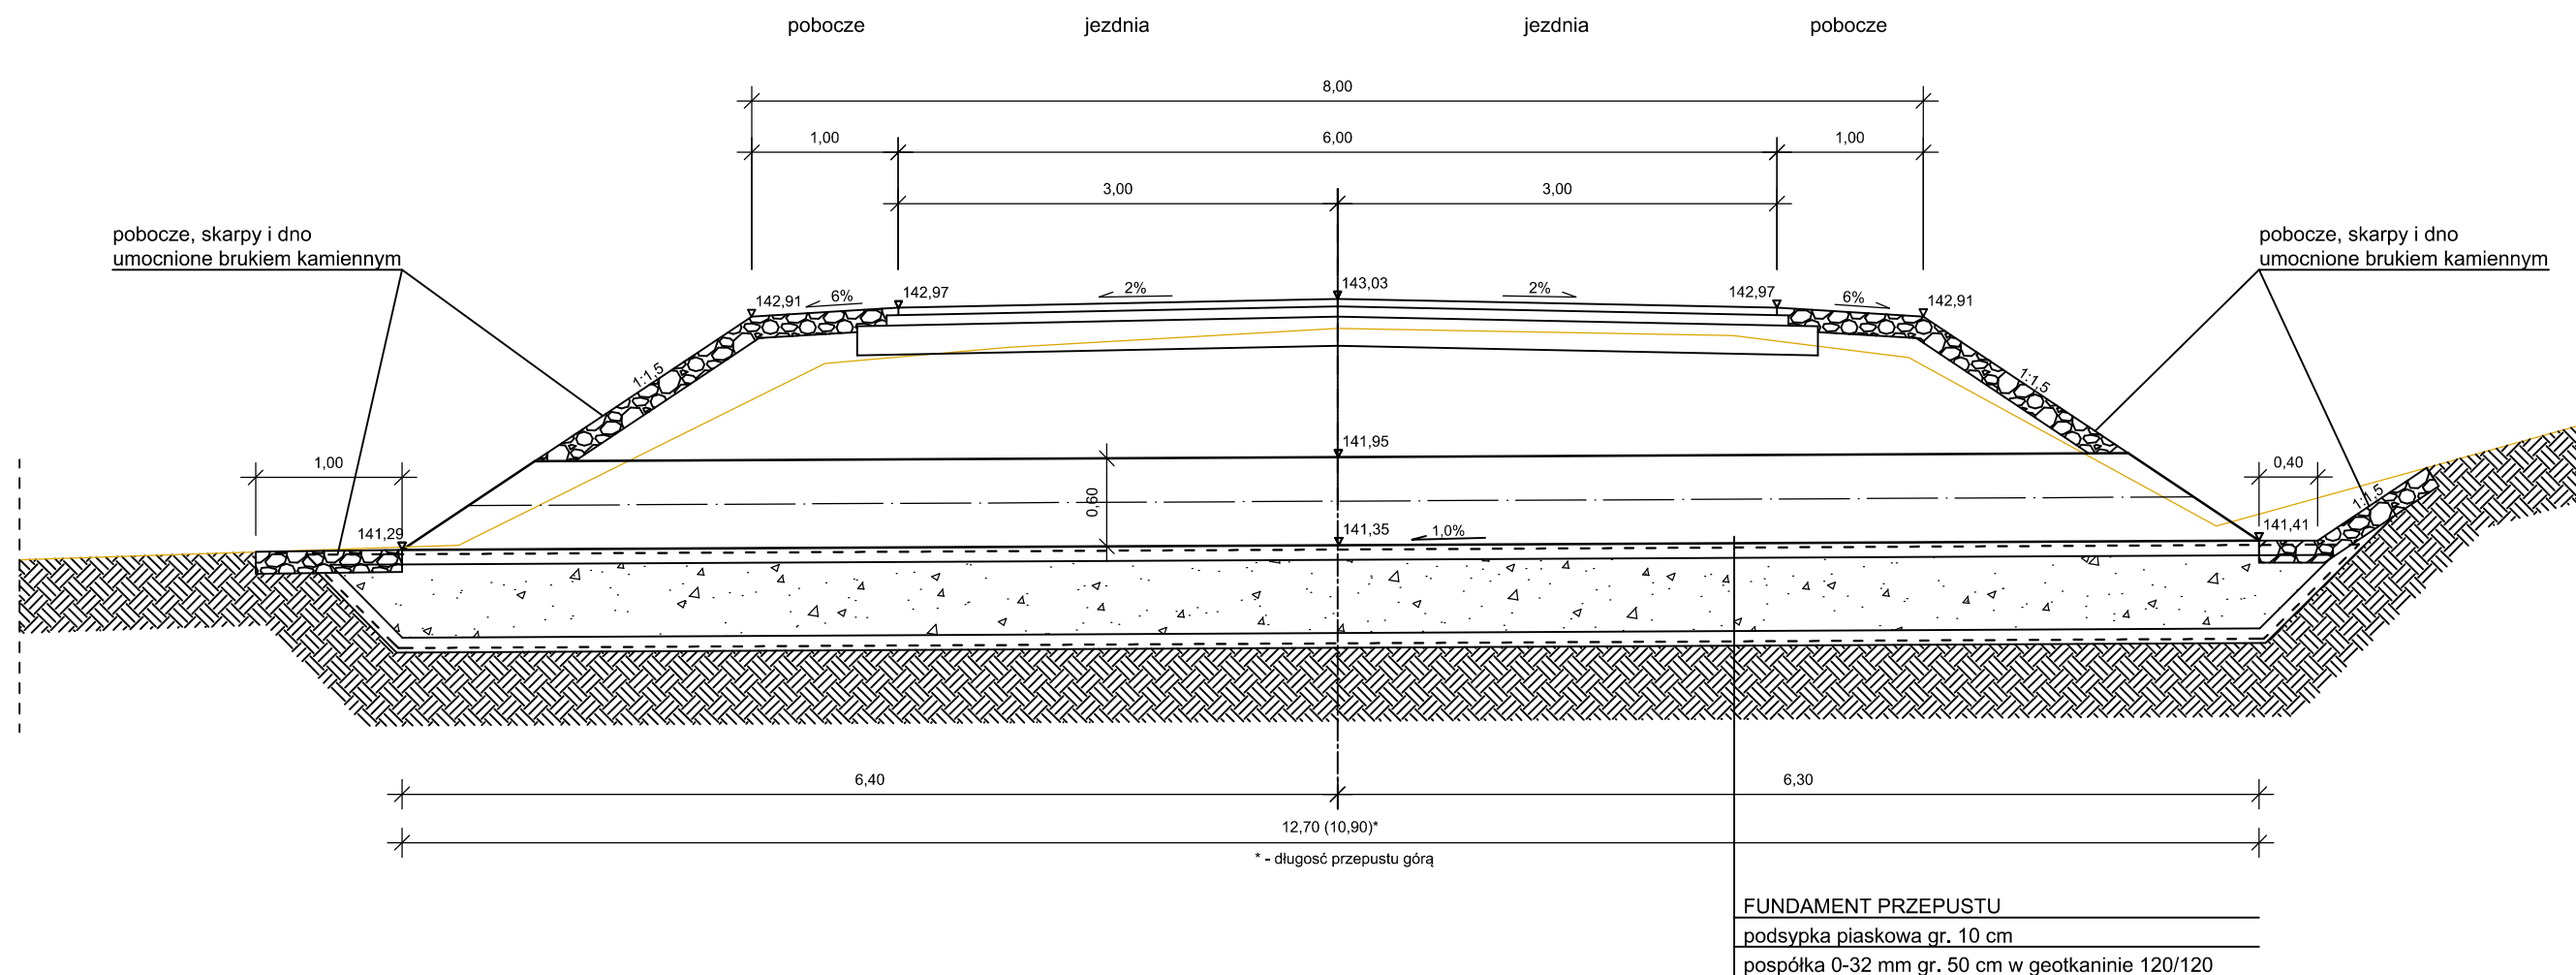 pobocze jezdnia jezdnia pobocze
8,00
1,00 6,00 1,00
3,00 3,00
pobocze, skarpy i dno
umocnione brukiem kamiennym
pobocze, skarpy i dno
umocnione brukiem kamiennym
142,91 6% 142,97 2% 143,03 2% 142,97 6% 142,91
1:1,5 1:1,5
141,95
1,00 0,40
0,60 1:1,5
141,29 141,35 1,0% 141,41
6,40 6,30
12,70 (10,90)*
* - długosć przepustu górą
FUNDAMENT PRZEPUSTU
podsypka piaskowa gr. 10 cm
pospółka 0-32 mm gr. 50 cm w geotkaninie 120/120